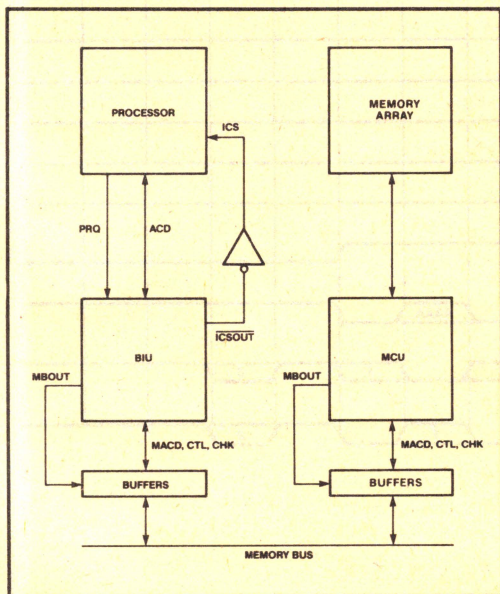 PROCESSOR
MEMORY
ARRAY
ICS
PRQ
ACD
ICSOUT
BIU
MCU
MBOUT
MBOUT
MACD, CTL, CHK
MACD, CTL, CHK
BUFFERS
BUFFERS
MEMORY BUS